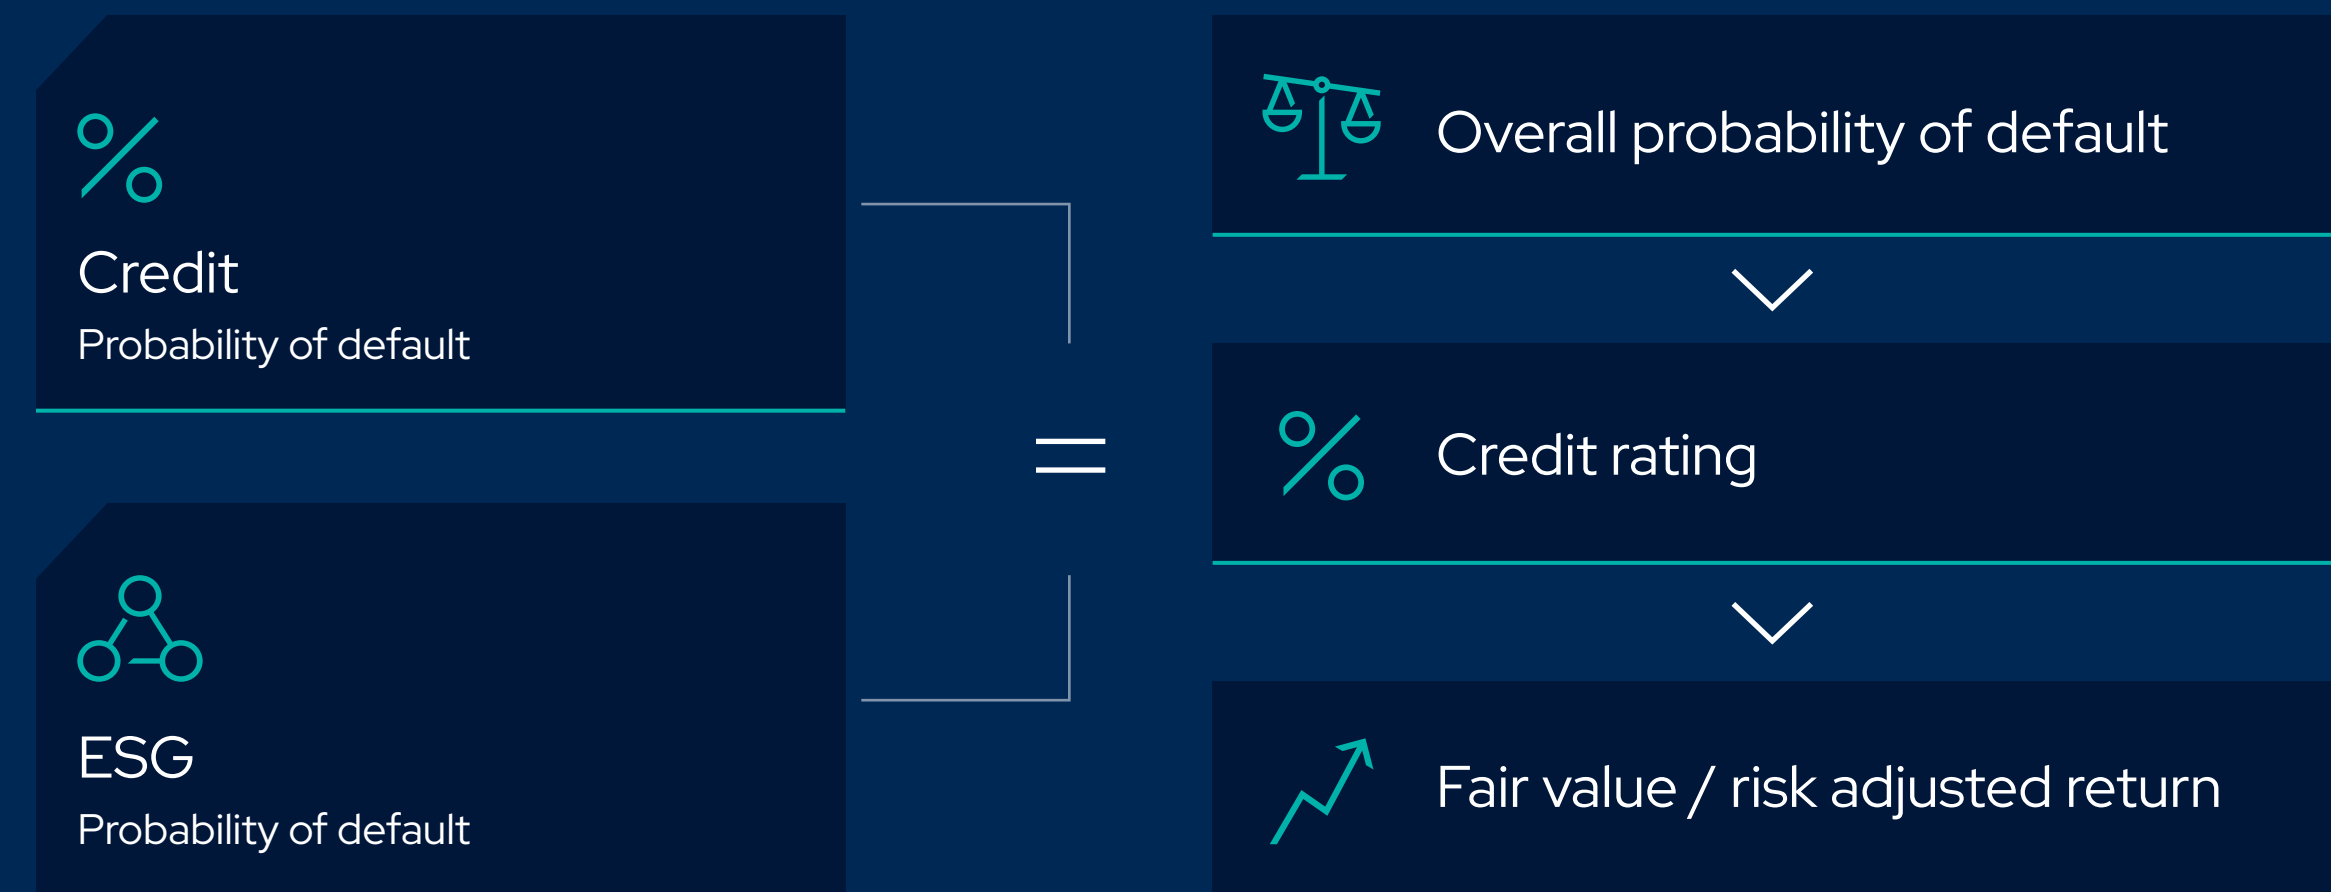 Credit
Probability of default
ESG
Probability of default
=
Overall probability of default
Credit rating
Fair value / risk adjusted return